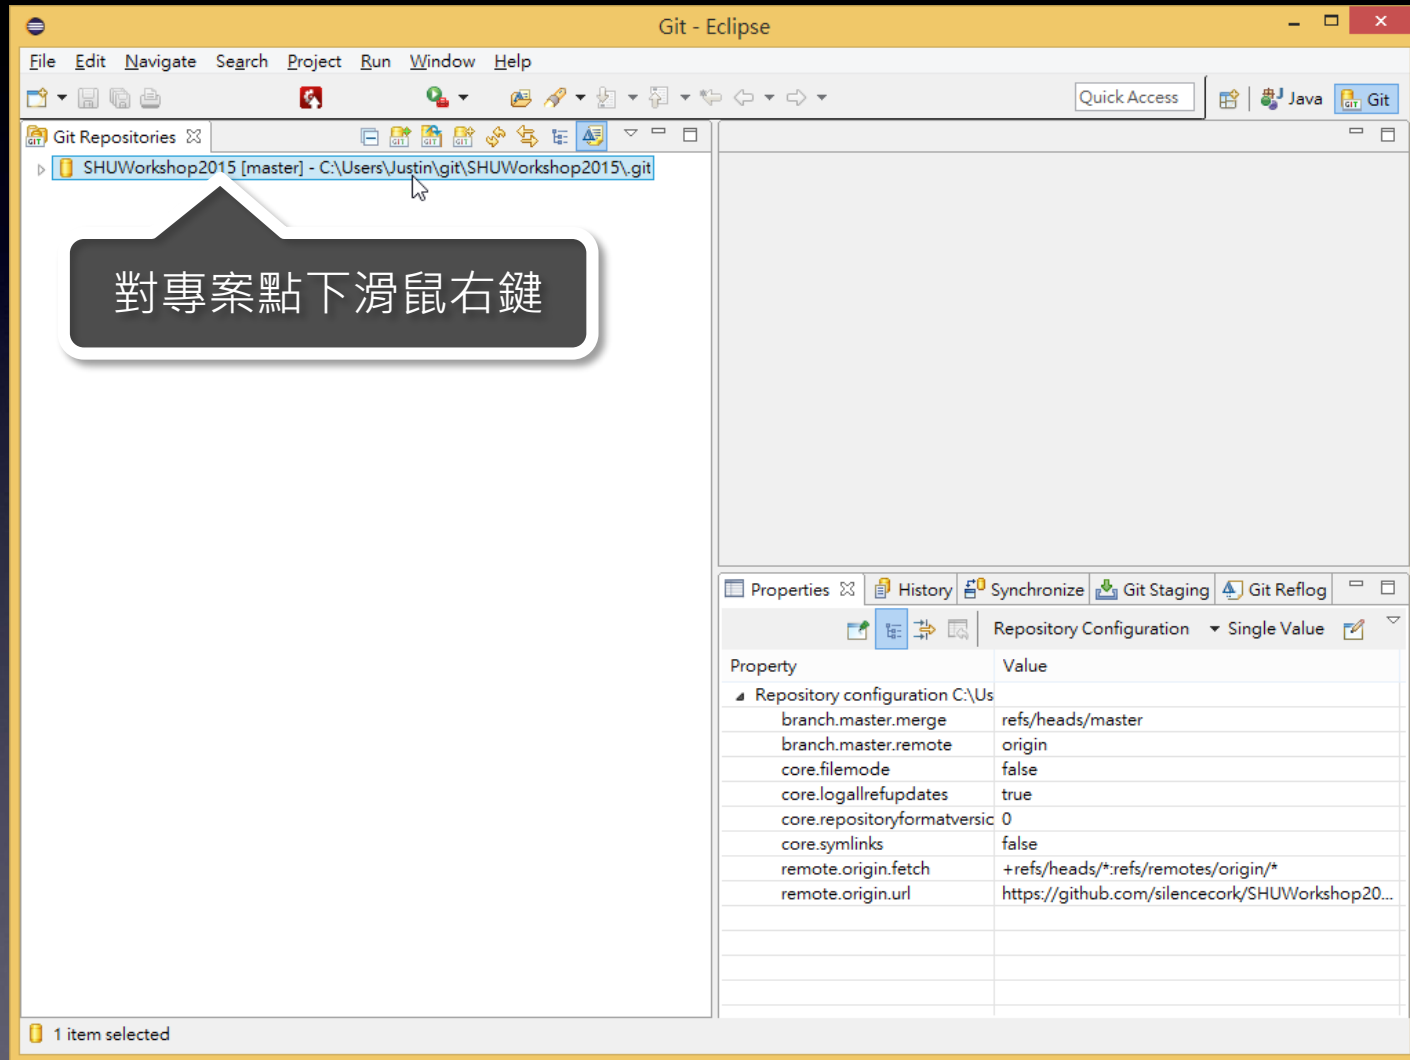 Git - Eclipse
File Edit Navigate Search Project Run Window Help
Quick Access Java Git
Git Repositories
SHUWorkshop2015 [master] - C:\Users\Justin\git\SHUWorkshop2015\.git
對專案點下滑鼠右鍵
Properties History Synchronize Git Staging Git Reflog
Repository Configuration Single Value
Property Value
Repository configuration C:\Us
branch.master.merge refs/heads/master
branch.master.remote origin
core.filemode false
core.logallrefupdates true
core.repositoryformatversic 0
core.symlinks false
remote.origin.fetch +refs/heads/*:refs/remotes/origin/*
remote.origin.url https://github.com/silencecork/SHUWorkshop20...
1 item selected